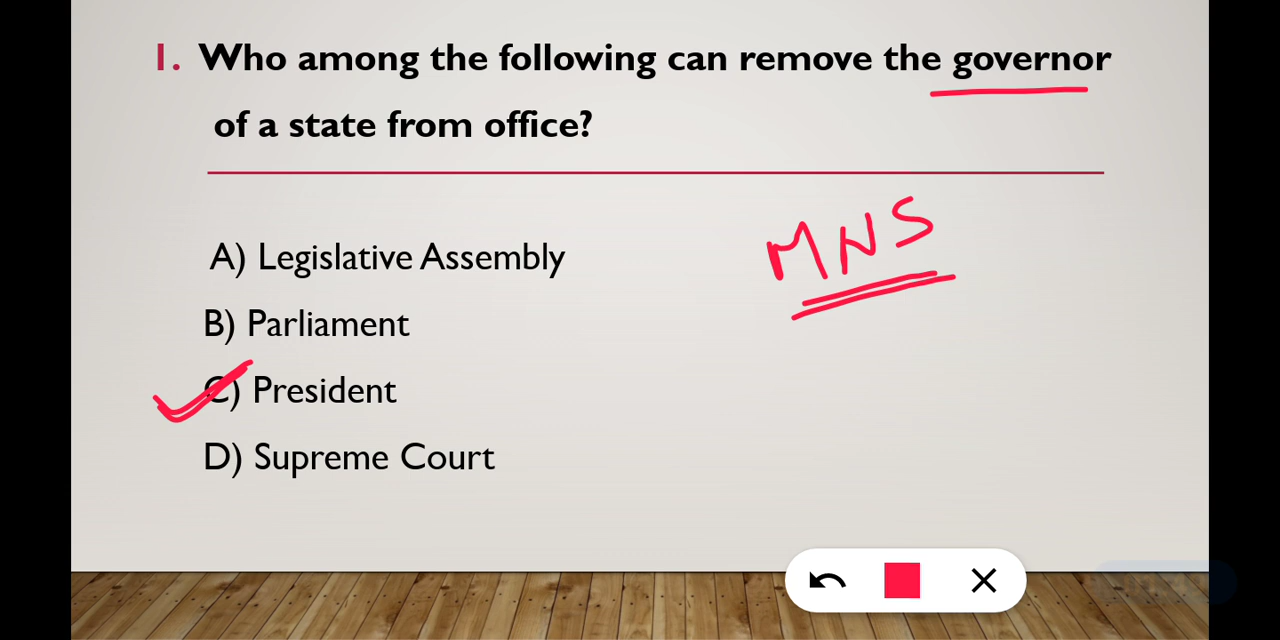 1. Who among the following can remove the governor
of a state from office?
MNS
A) Legislative Assembly
B) Parliament
C) President
D) Supreme Court